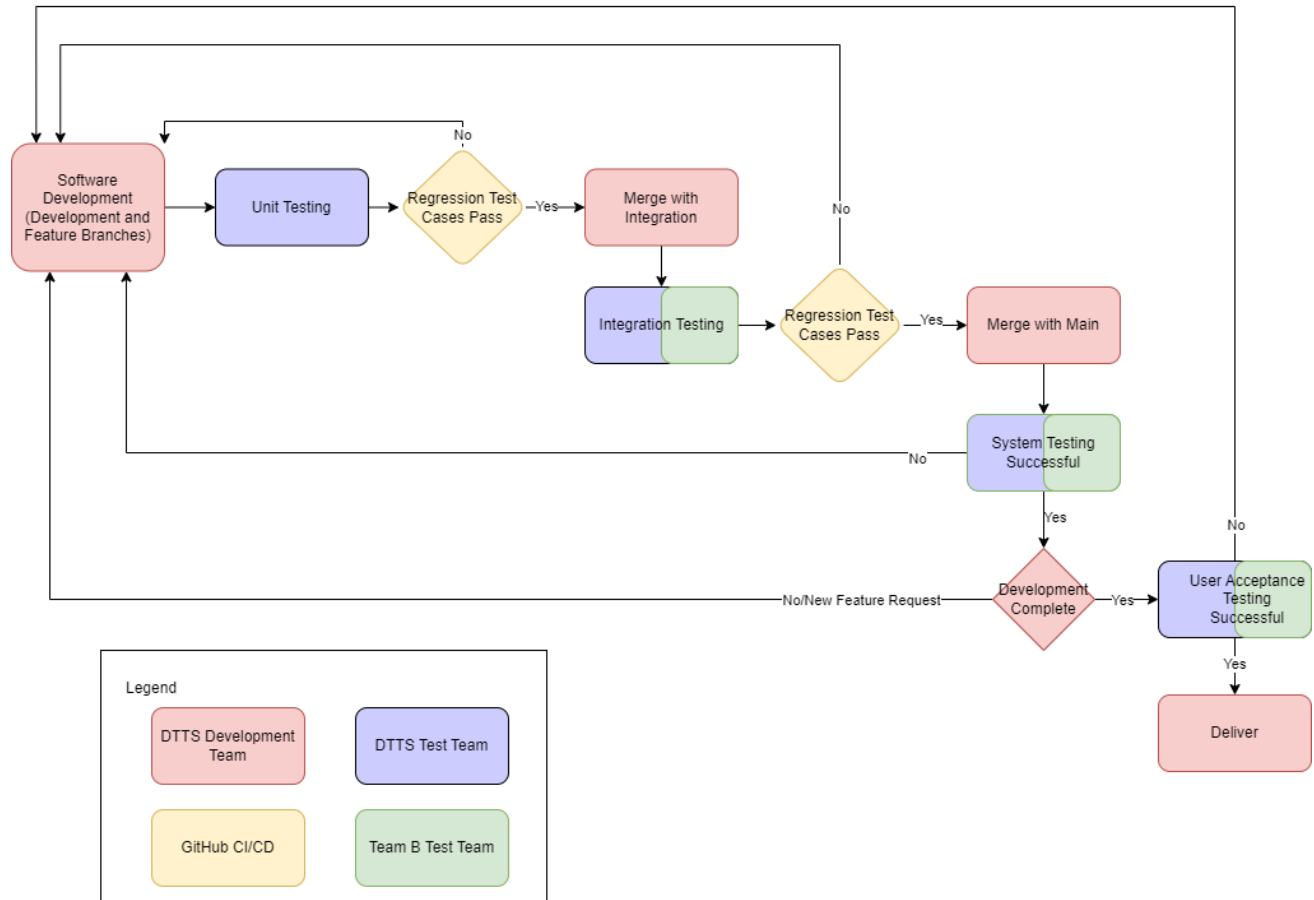 No
Software
Development
(Development and
Feature Branches)
Unit Testing
No
Regression Test
Cases Pass
Yes
Merge with
Integration
No
Integration Testing
Regression Test
Cases Pass
Yes
Merge with Main
No
System Testing
Successful
Yes
No
No/New Feature Request
Development
Complete
Yes
User Acceptance
Testing
Successful
Yes
Deliver
Legend
DTTS Development
Team
DTTS Test Team
GitHub CI/CD
Team B Test Team